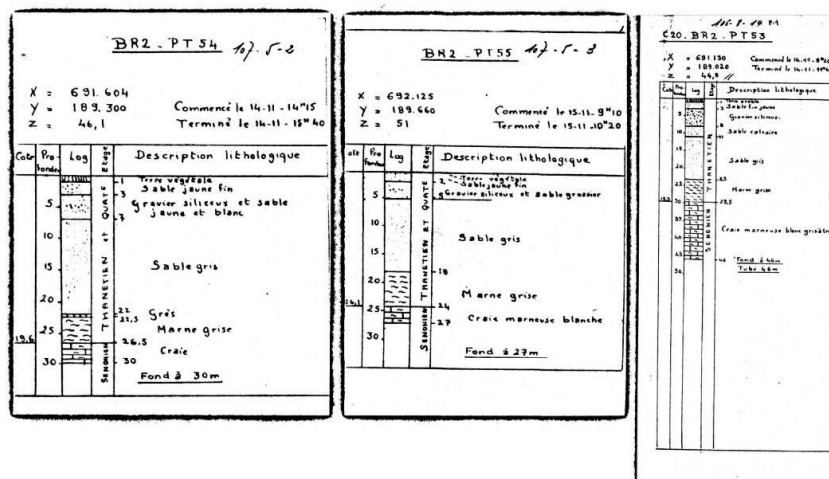 BR2 - PT54 107-5-2
X = 691.604
Y = 189.300 Commencé le 14-11-14H15
Z = 46,1 Terminé le 14-11-15H40
Cote Pro fondeur Log Etage Description lithologique
1 Terre végétale
Sable jaune fin
3
5 Gravier siliceux et sable
jaune et blanc
7
10
15 Sable gris
20
22 Grès
22,5
25 Marne grise
19,6 26,5
Craie
30 30
THANETIEN et QUATE
SENONIEN
Fond à 30m
BR2 - PT55 107-5-3
X = 692.125
Y = 189.660 Commencé le 15-11-9H10
Z = 51 Terminé le 15-11-10H20
ote Pro fondeur Log Etage Description lithologique
Terre végétale
2 Sable jaune fin
5 Gravier siliceux et sable grossier
10 Sable gris
15
18
20
Marne grise
24
25
27 Craie marneuse blanche
30
THANETIEN ET QUATE
SENONIEN
Fond à 27m
C20. BR2 - PT53
X = 691.130
Y = 189.020
Z = 44,8
Cote Log Etage Description lithologique
Sable fin jaune
Gravier siliceux
Sable gris
Marne grise
Craie marneuse blanc grisâtre
THANETIEN
SENONIEN
46 Fond à 46m
Tubé 46m